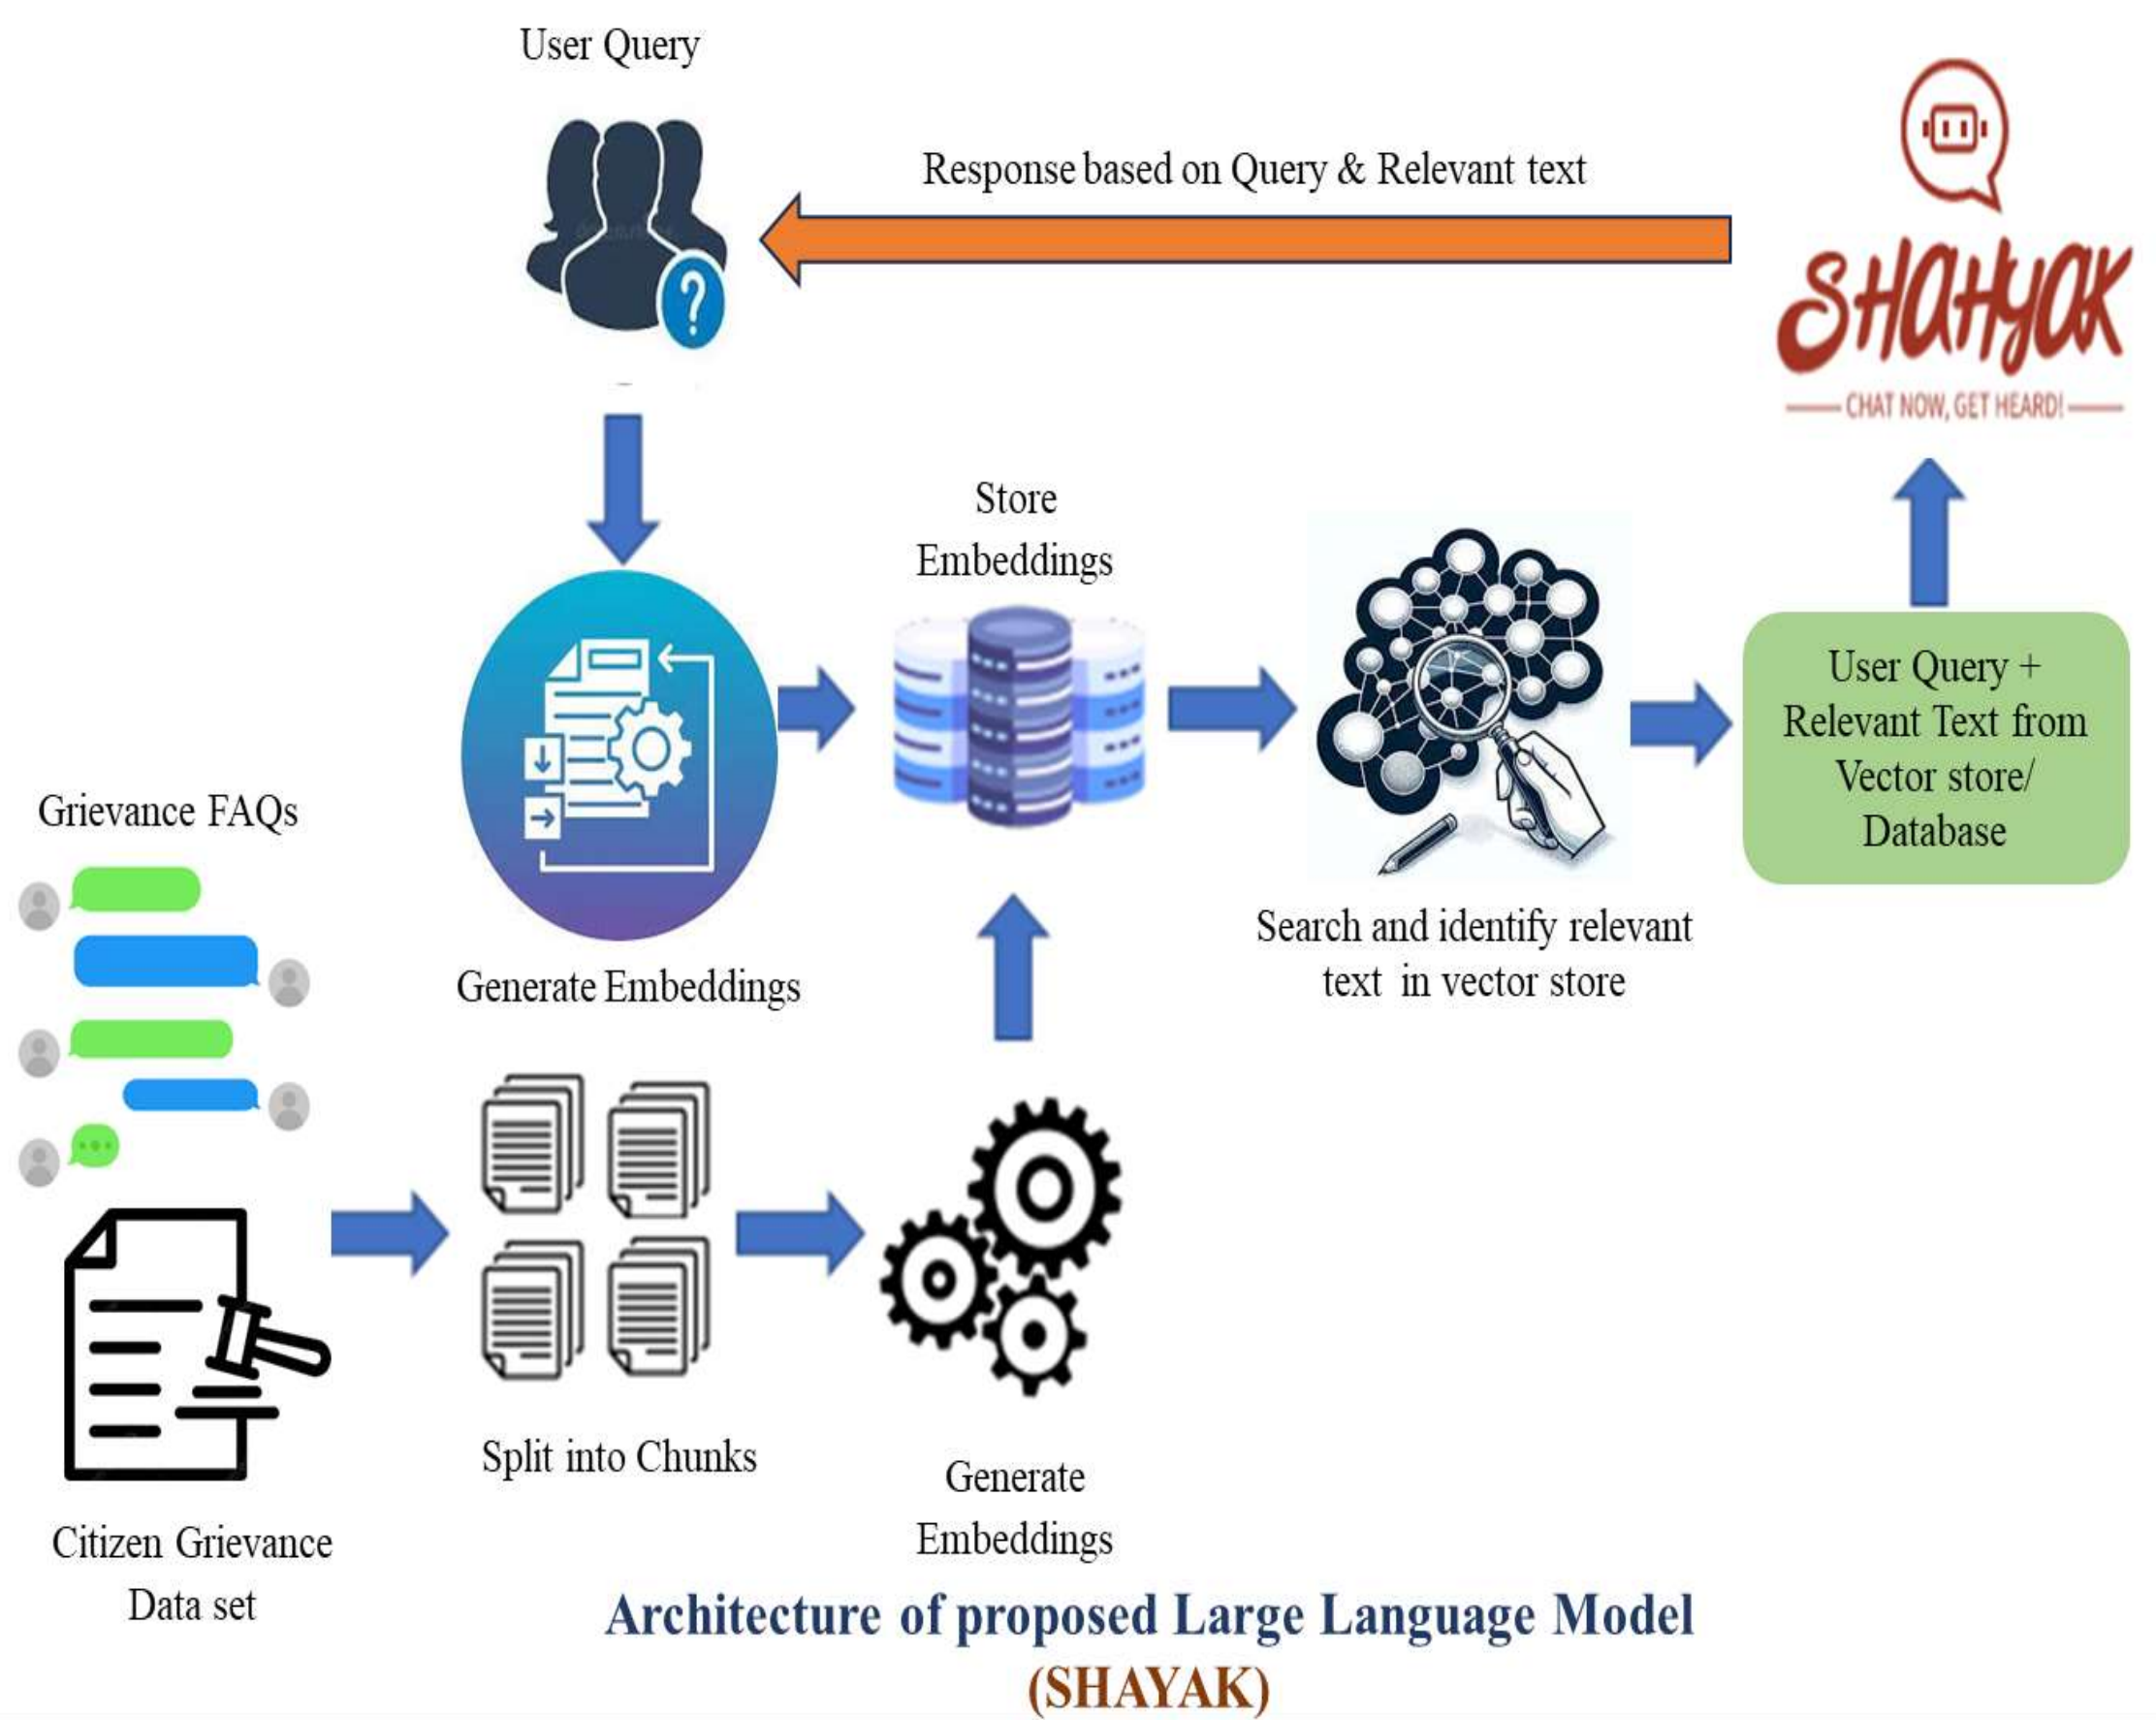 User Query
Response based on Query & Relevant text
SHAHYAK
CHAT NOW, GET HEARD!
Store
Embeddings
User Query +
Relevant Text from
Vector store/
Database
Grievance FAQs
Generate Embeddings
Search and identify relevant
text in vector store
Split into Chunks
Generate
Embeddings
Citizen Grievance
Data set
Architecture of proposed Large Language Model
(SHAYAK)